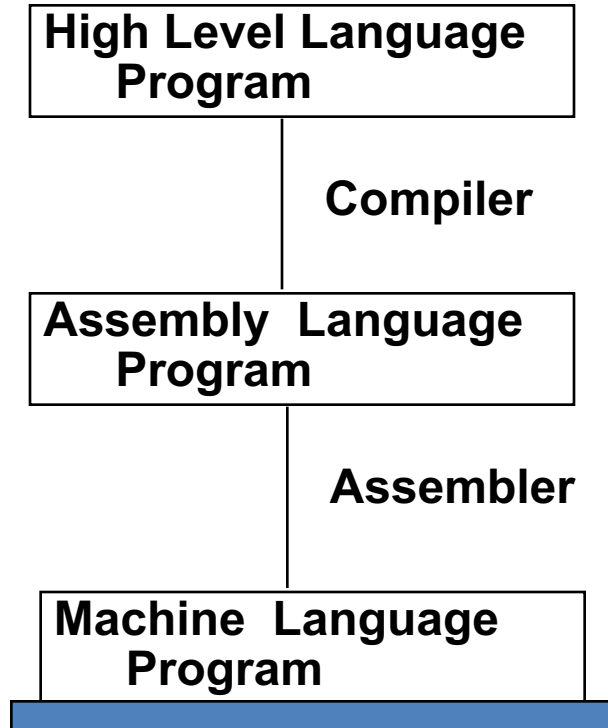 High Level Language
Program
Compiler
Assembly Language
Program
Assembler
Machine Language
Program